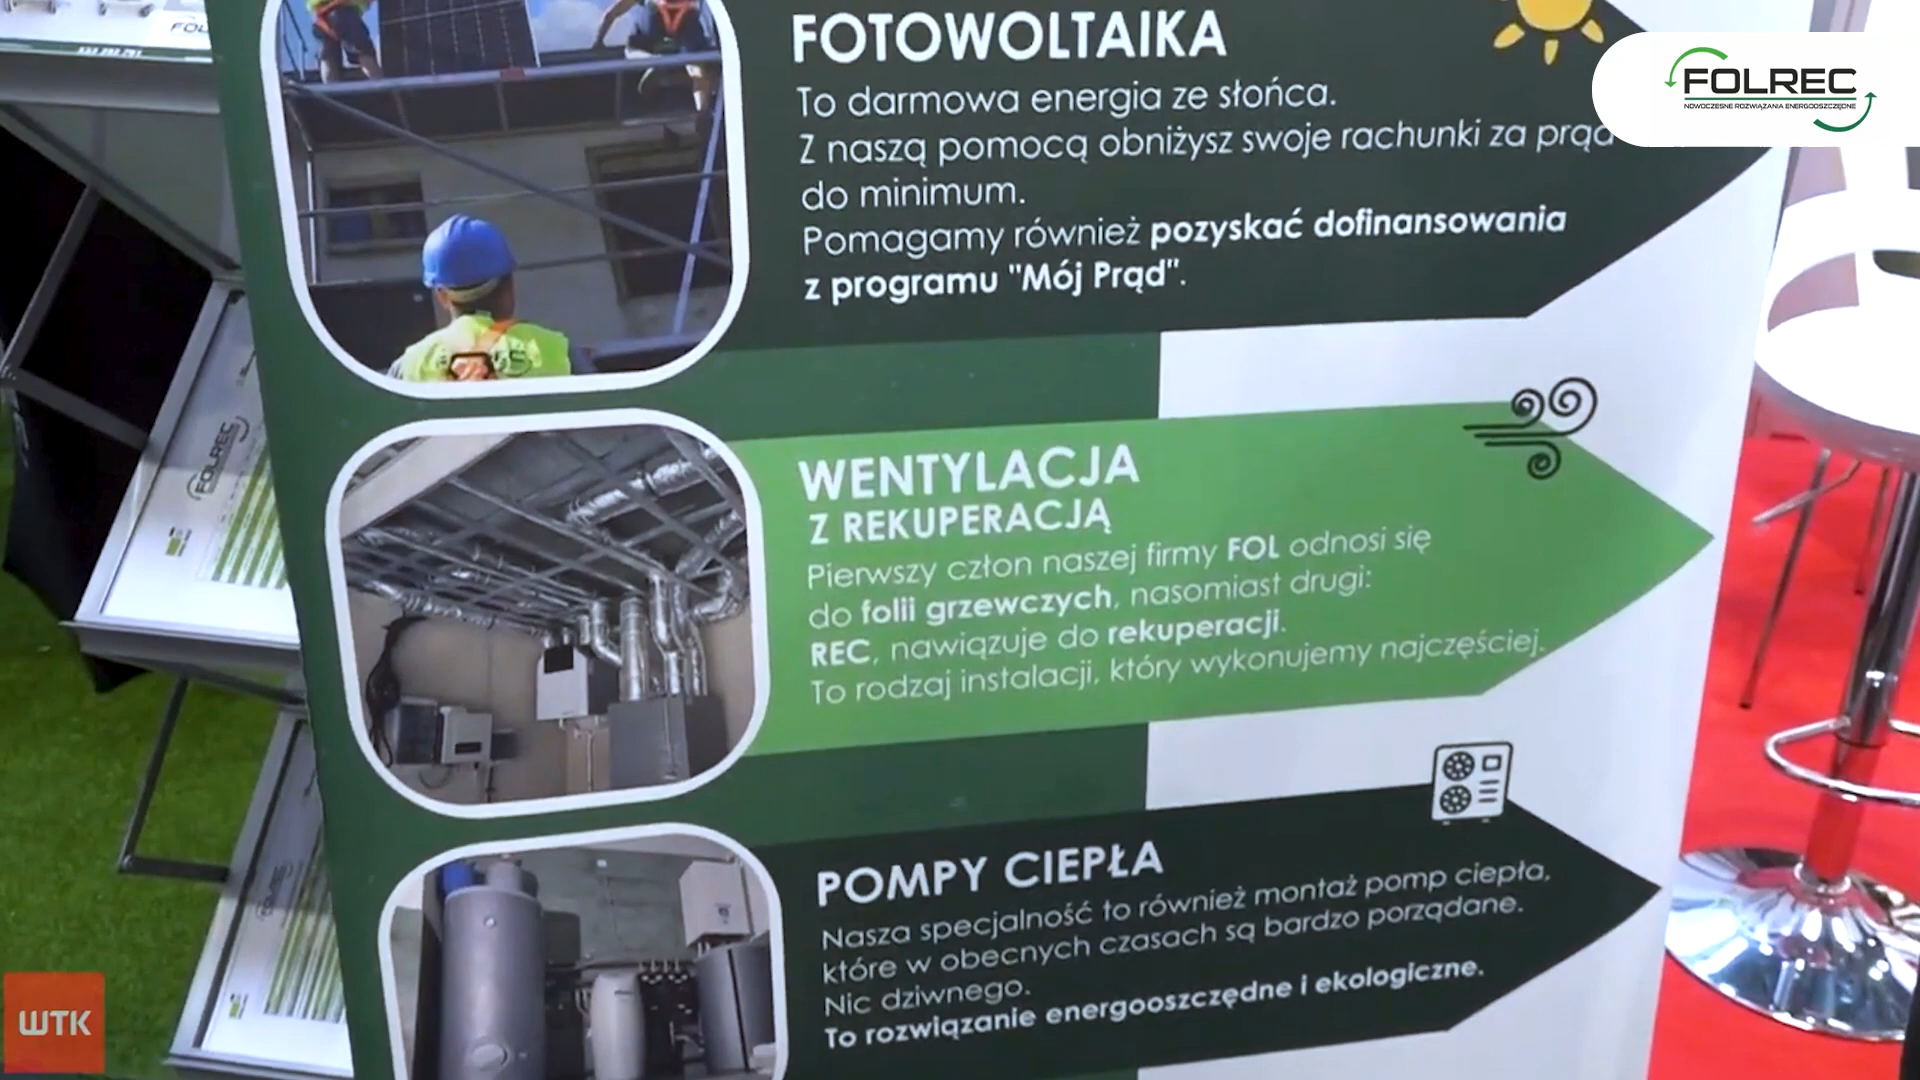 FOTOWOLTAIKA
To darmowa energia ze słońca.
Z naszą pomocą obniżysz swoje rachunki za prąd
do minimum.
Pomagamy również pozyskać dofinansowania
z programu "Mój Prąd".
FOLREC
NOWOCZESNE ROZWIĄZANIA ENERGOOSZCZĘDNE
WENTYLACJA
Z REKUPERACJĄ
Pierwszy człon naszej firmy FOL odnosi się
do folii grzewczych, nasomiast drugi:
REC, nawiązuje do rekuperacji.
To rodzaj instalacji, który wykonujemy najczęściej.
FOLREC
POMPY CIEPŁA
Nasza specjalność to również montaż pomp ciepła,
które w obecnych czasach są bardzo porządane.
Nic dziwnego.
To rozwiązanie energooszczędne i ekologiczne.
WTK